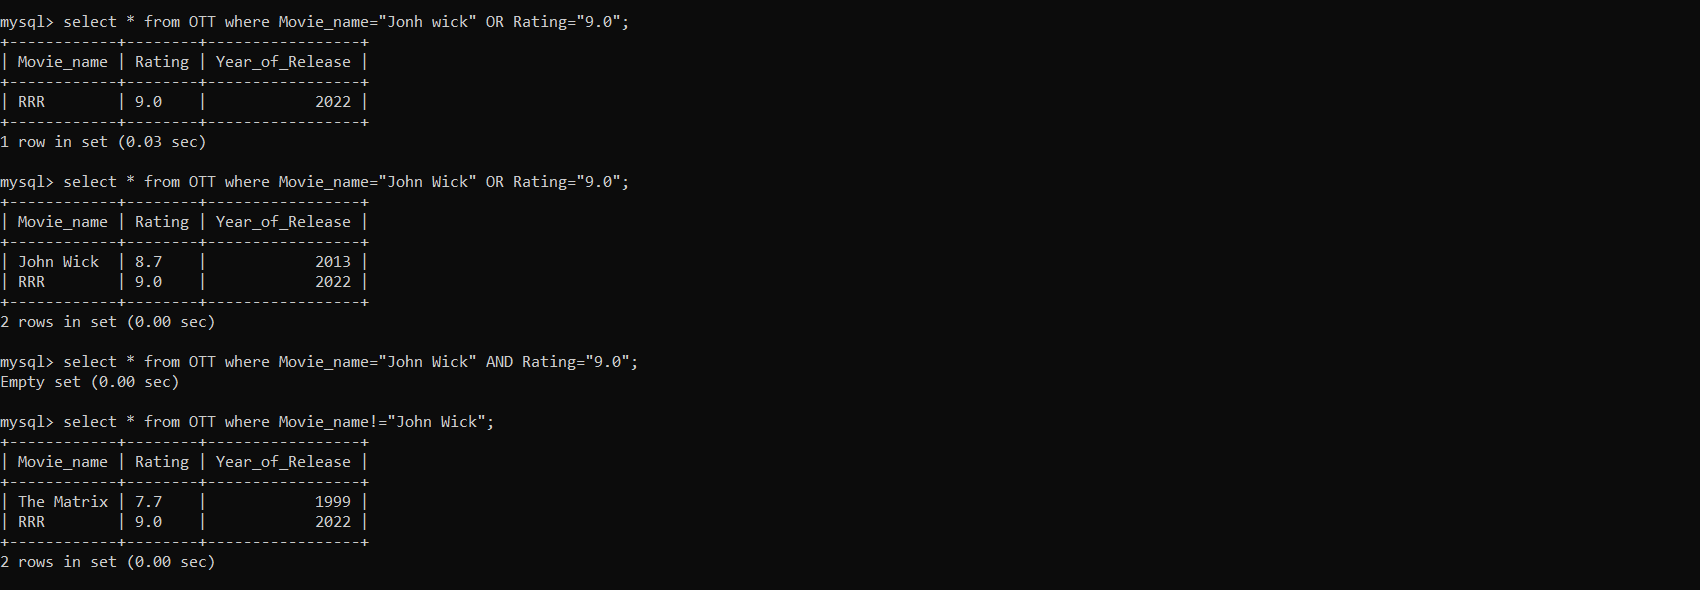 mysql> select * from OTT where Movie_name="Jonh wick" OR Rating="9.0";
+------------+--------+-----------------+
| Movie_name | Rating | Year_of_Release |
+------------+--------+-----------------+
| RRR        | 9.0    |            2022 |
+------------+--------+-----------------+
1 row in set (0.03 sec)

mysql> select * from OTT where Movie_name="John Wick" OR Rating="9.0";
+------------+--------+-----------------+
| Movie_name | Rating | Year_of_Release |
+------------+--------+-----------------+
| John Wick  | 8.7    |            2013 |
| RRR        | 9.0    |            2022 |
+------------+--------+-----------------+
2 rows in set (0.00 sec)

mysql> select * from OTT where Movie_name="John Wick" AND Rating="9.0";
Empty set (0.00 sec)

mysql> select * from OTT where Movie_name!="John Wick";
+------------+--------+-----------------+
| Movie_name | Rating | Year_of_Release |
+------------+--------+-----------------+
| The Matrix | 7.7    |            1999 |
| RRR        | 9.0    |            2022 |
+------------+--------+-----------------+
2 rows in set (0.00 sec)